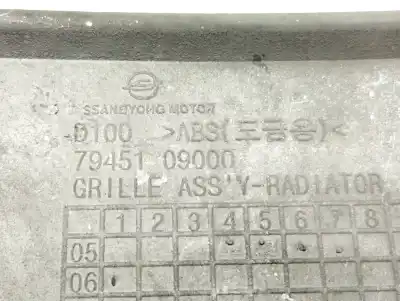 SSANGYONG MOTOR
D100 >ABS(도금용)<
79451 09000
GRILLE ASS'Y-RADIATOR
1 2 3 4 5 6 7 8
05
06